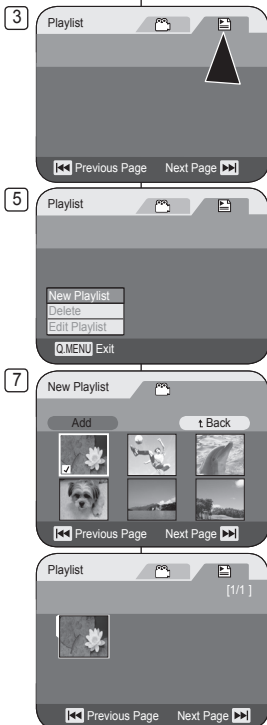 3
Playlist
Previous Page Next Page
5
Playlist
New Playlist
Delete
Edit Playlist
Q.MENU Exit
7
New Playlist
Add Back
Previous Page Next Page
Playlist
[1/1 ]
Previous Page Next Page